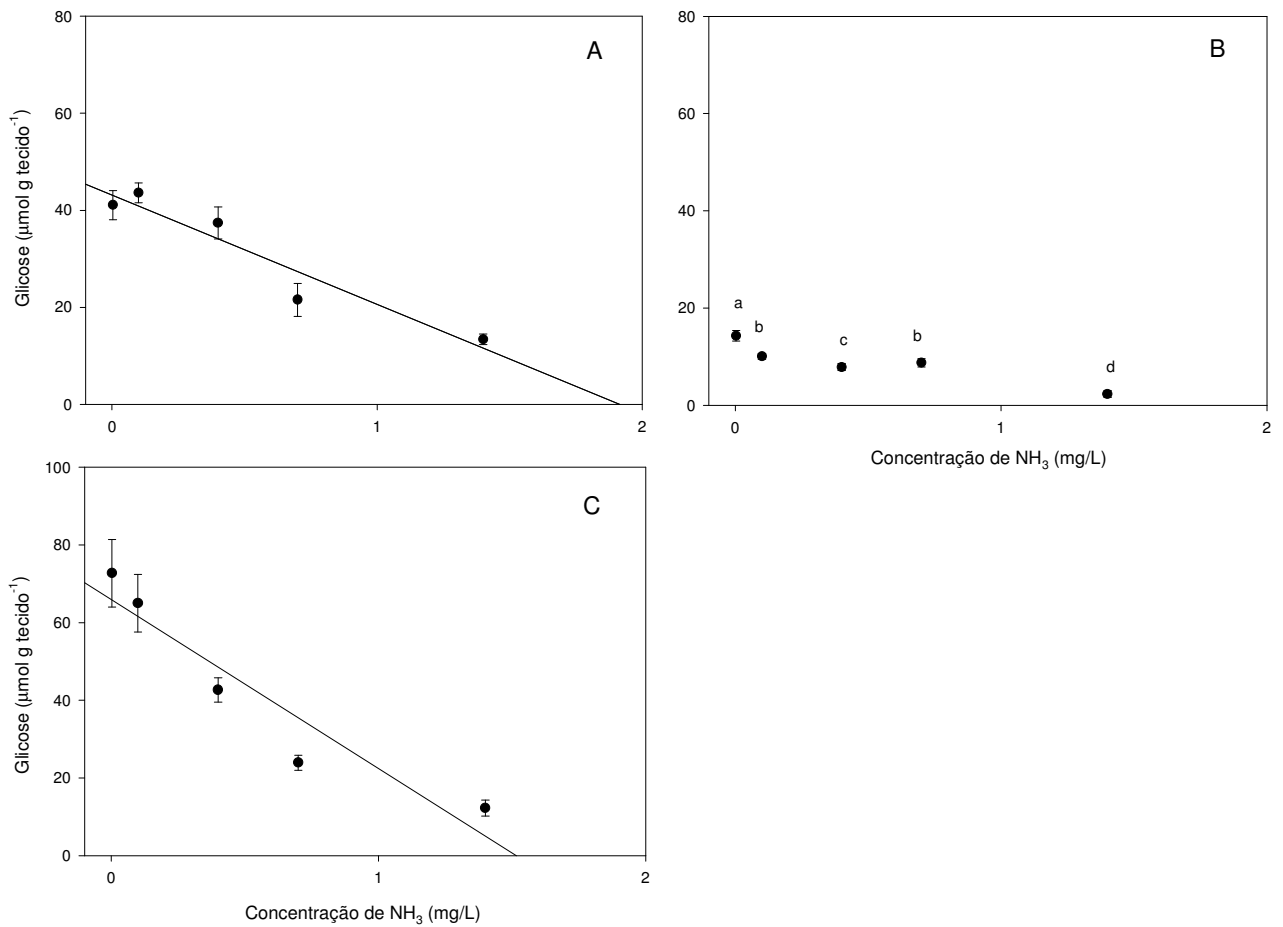 A
Glicose (µmol g tecido-1)
80
60
40
20
0
0 1 2
B
80
60
40
20
0
a
b
c
b
d
0 1 2
Concentração de NH3 (mg/L)
C
Glicose (µmol g tecido-1)
100
80
60
40
20
0
0 1 2
Concentração de NH3 (mg/L)